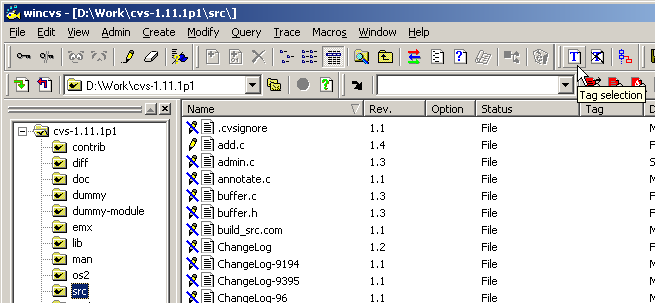 wincvs - [D:\Work\cvs-1.11.1p1\src\]
File Edit View Admin Create Modify Query Trace Macros Window Help
T
D:\Work\cvs-1.11.1p1
Tag selection
cvs-1.11.1p1
contrib
diff
doc
dummy
dummy-module
emx
lib
man
os2
src
Name Rev. Option Status Tag
.cvsignore 1.1 File
add.c 1.4 File
admin.c 1.3 File
annotate.c 1.1 File
buffer.c 1.3 File
buffer.h 1.3 File
build_src.com 1.1 File
ChangeLog 1.2 File
ChangeLog-9194 1.1 File
ChangeLog-9395 1.1 File
ChangeLog-96 1.1 File